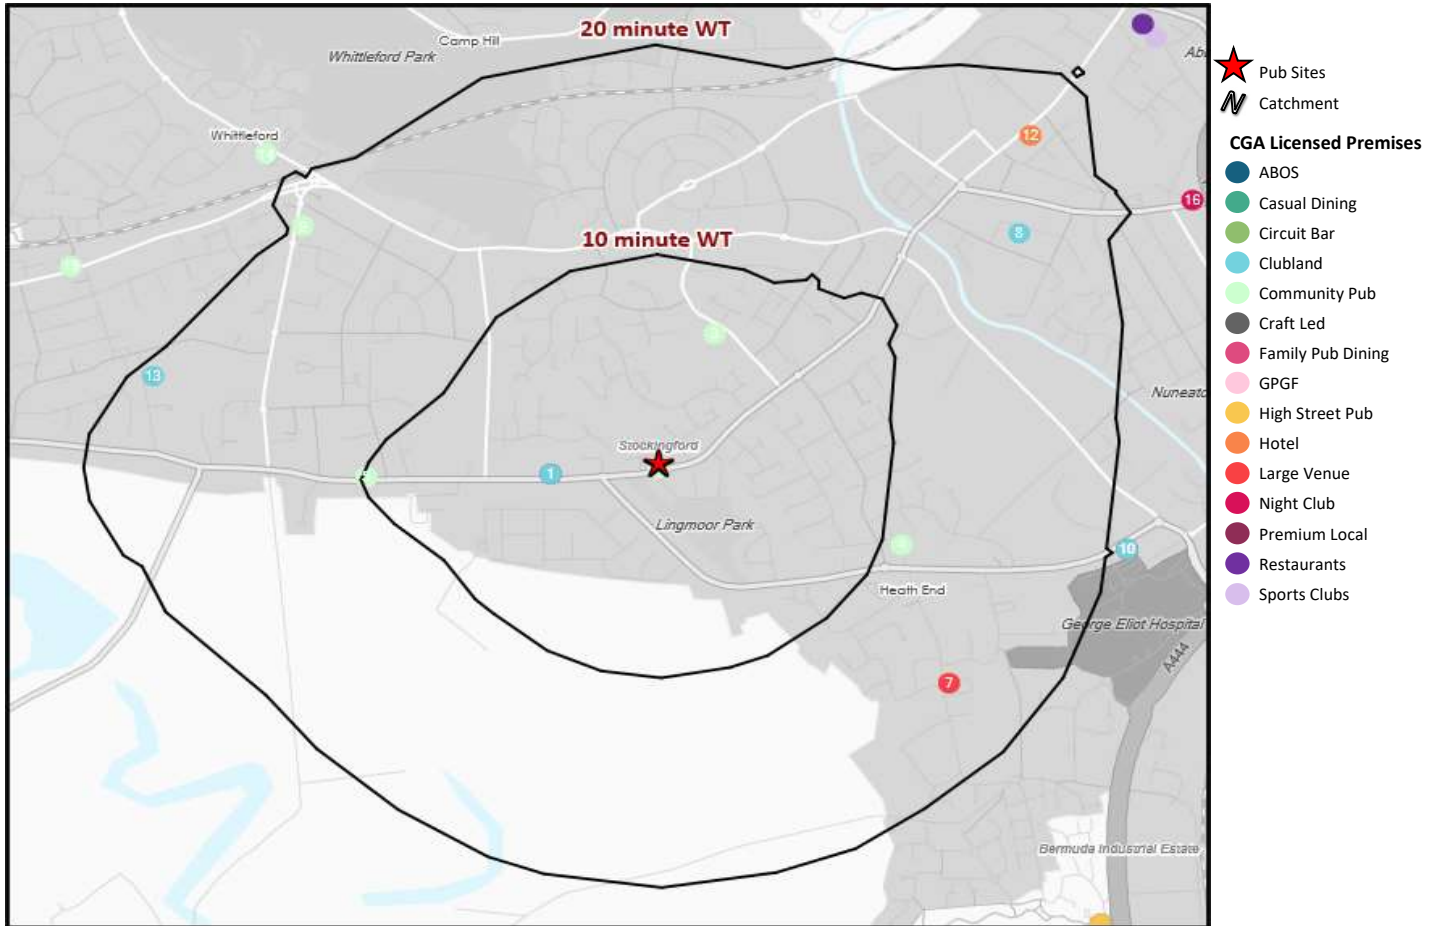 20 minute WT
Camp Hill
Whittleford Park
Whittleford
12
16
8
10 minute WT
13
Nuneato
Stockingford
1
Lingmoor Park
10
Heath End
George Eliot Hospital
7
A444
Bermuda Industrial Estate
Pub Sites
Catchment
CGA Licensed Premises
ABOS
Casual Dining
Circuit Bar
Clubland
Community Pub
Craft Led
Family Pub Dining
GPGF
High Street Pub
Hotel
Large Venue
Night Club
Premium Local
Restaurants
Sports Clubs